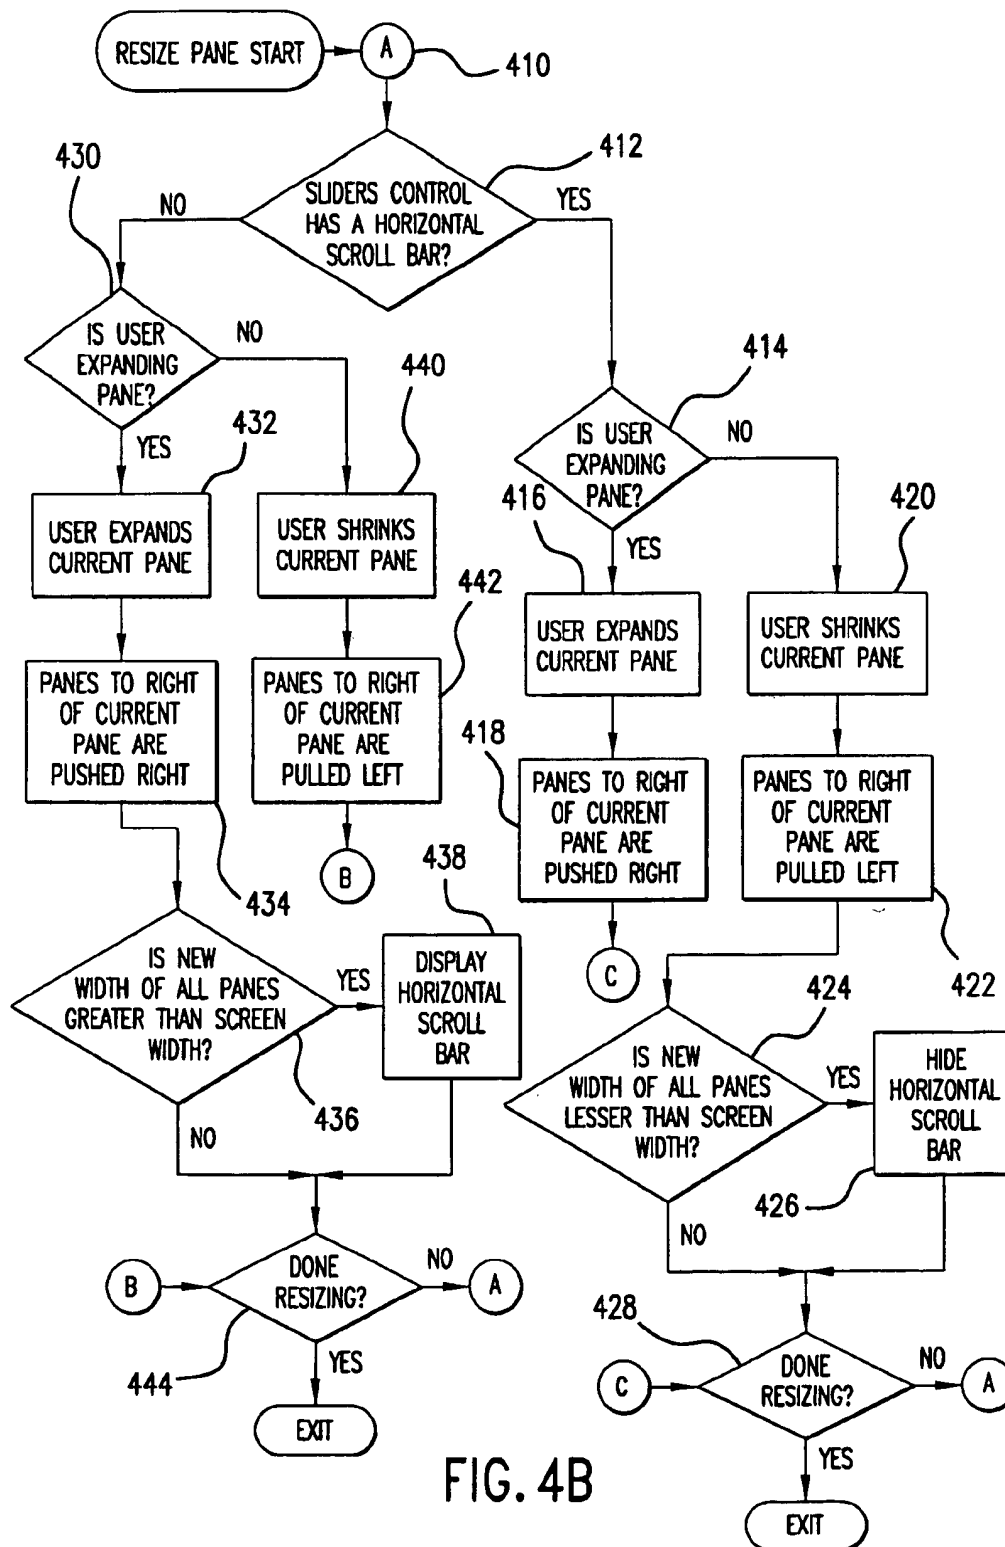 RESIZE PANE START
A
410
412
SLIDERS CONTROL
HAS A HORIZONTAL
SCROLL BAR?
NO
YES
430
IS USER
EXPANDING
PANE?
NO
YES
414
IS USER
EXPANDING
PANE?
NO
YES
432
440
USER EXPANDS
CURRENT PANE
USER SHRINKS
CURRENT PANE
416
420
USER EXPANDS
CURRENT PANE
USER SHRINKS
CURRENT PANE
442
PANES TO RIGHT
OF CURRENT
PANE ARE
PUSHED RIGHT
PANES TO RIGHT
OF CURRENT
PANE ARE
PULLED LEFT
418
PANES TO RIGHT
OF CURRENT
PANE ARE
PUSHED RIGHT
PANES TO RIGHT
OF CURRENT
PANE ARE
PULLED LEFT
434
B
438
C
422
IS NEW
WIDTH OF ALL PANES
GREATER THAN SCREEN
WIDTH?
YES
DISPLAY
HORIZONTAL
SCROLL
BAR
436
NO
424
IS NEW
WIDTH OF ALL PANES
LESSER THAN SCREEN
WIDTH?
YES
HIDE
HORIZONTAL
SCROLL
BAR
426
NO
B
DONE
RESIZING?
NO
A
444
YES
EXIT
428
C
DONE
RESIZING?
NO
A
YES
EXIT
FIG. 4B